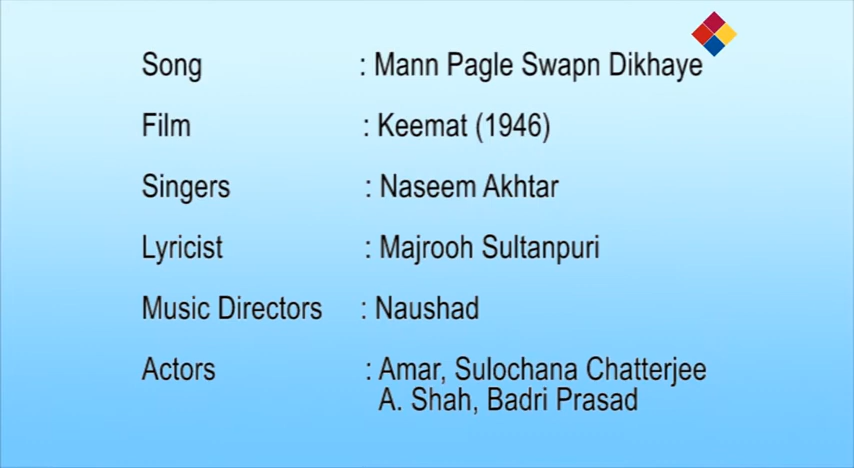 Song : Mann Pagle Swapn Dikhaye
Film : Keemat (1946)
Singers : Naseem Akhtar
Lyricist : Majrooh Sultanpuri
Music Directors : Naushad
Actors : Amar, Sulochana Chatterjee
A. Shah, Badri Prasad